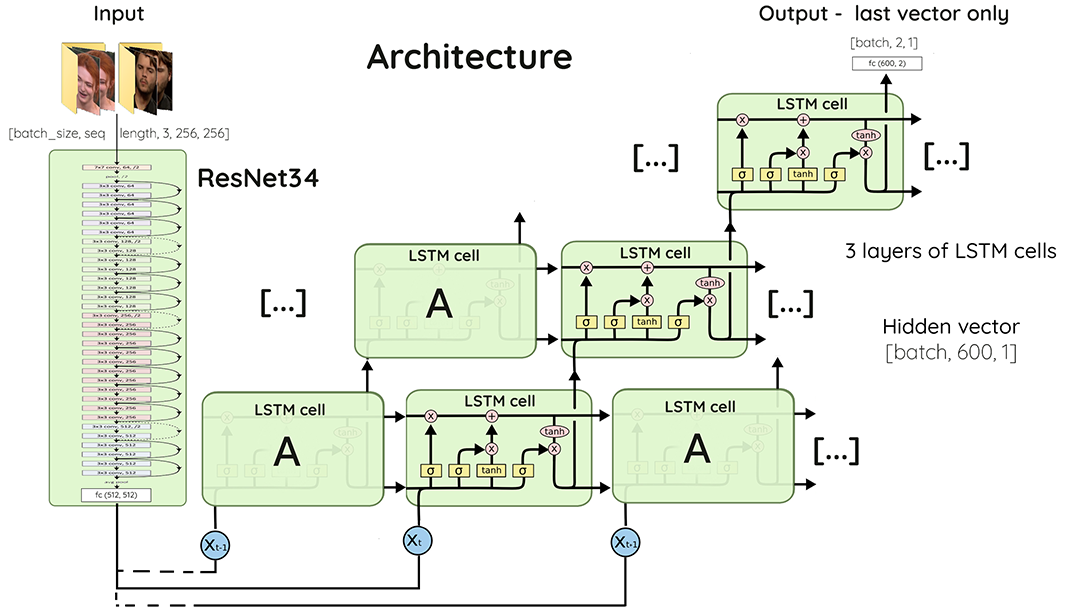 Input
Output - last vector only
Architecture
[batch, 2, 1]
fc (600, 2)
[batch_size, seq length, 3, 256, 256]
ResNet34
7x7 conv, 64, /2
pool, /2
3x3 conv, 64
3x3 conv, 64
3x3 conv, 64
3x3 conv, 64
3x3 conv, 64
3x3 conv, 64
3x3 conv, 128, /2
3x3 conv, 128
3x3 conv, 128
3x3 conv, 128
3x3 conv, 128
3x3 conv, 128
3x3 conv, 128
3x3 conv, 128
3x3 conv, 256, /2
3x3 conv, 256
3x3 conv, 256
3x3 conv, 256
3x3 conv, 256
3x3 conv, 256
3x3 conv, 256
3x3 conv, 256
3x3 conv, 256
3x3 conv, 256
3x3 conv, 256
3x3 conv, 256
3x3 conv, 512, /2
3x3 conv, 512
3x3 conv, 512
3x3 conv, 512
3x3 conv, 512
3x3 conv, 512
avg pool
fc (512, 512)
[...]
LSTM cell
x +
tanh
x x
σ σ tanh σ
[...]
3 layers of LSTM cells
[...]
LSTM cell
A
tanh
LSTM cell
x +
tanh
x x
σ σ tanh σ
[...]
Hidden vector
[batch, 600, 1]
LSTM cell
A
tanh
LSTM cell
x +
tanh
x x
σ σ tanh σ
LSTM cell
A
tanh
[...]
Xt-1
Xt
Xt-1